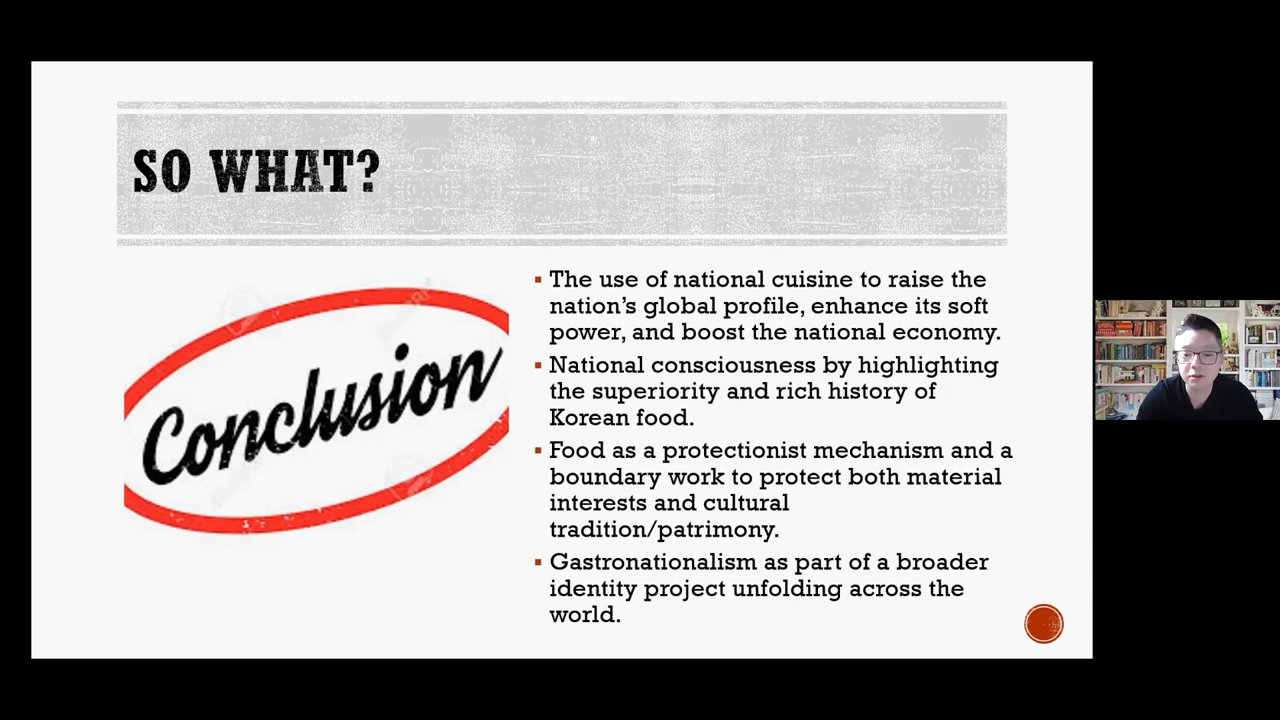 SO WHAT?
Conclusion
▪ The use of national cuisine to raise the
nation’s global profile, enhance its soft
power, and boost the national economy.
▪ National consciousness by highlighting
the superiority and rich history of
Korean food.
▪ Food as a protectionist mechanism and a
boundary work to protect both material
interests and cultural
tradition/patrimony.
▪ Gastronationalism as part of a broader
identity project unfolding across the
world.